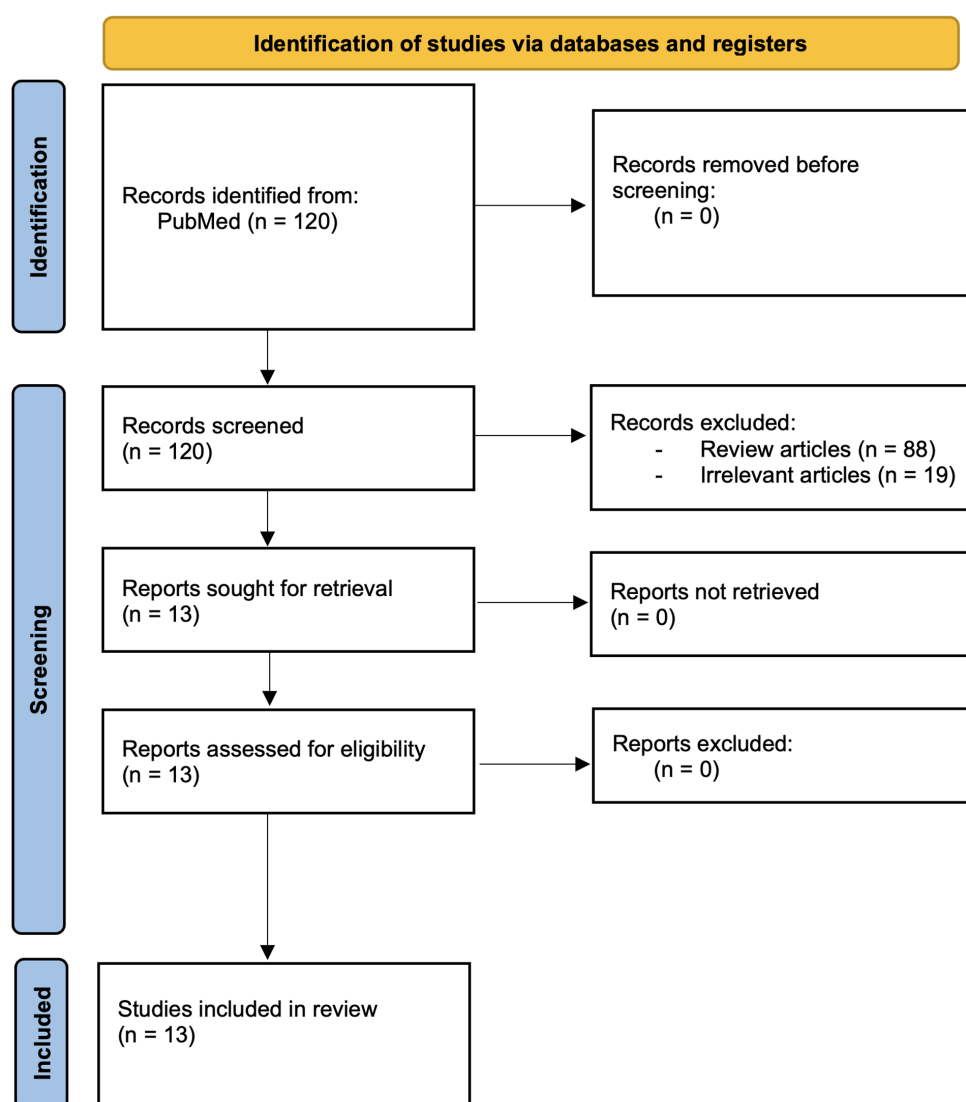 Identification of studies via databases and registers
Identification
Records identified from:
PubMed (n = 120)
Records removed before
screening:
(n = 0)
Screening
Records screened
(n = 120)
Records excluded:
- Review articles (n = 88)
- Irrelevant articles (n = 19)
Reports sought for retrieval
(n = 13)
Reports not retrieved
(n = 0)
Reports assessed for eligibility
(n = 13)
Reports excluded:
(n = 0)
Included
Studies included in review
(n = 13)